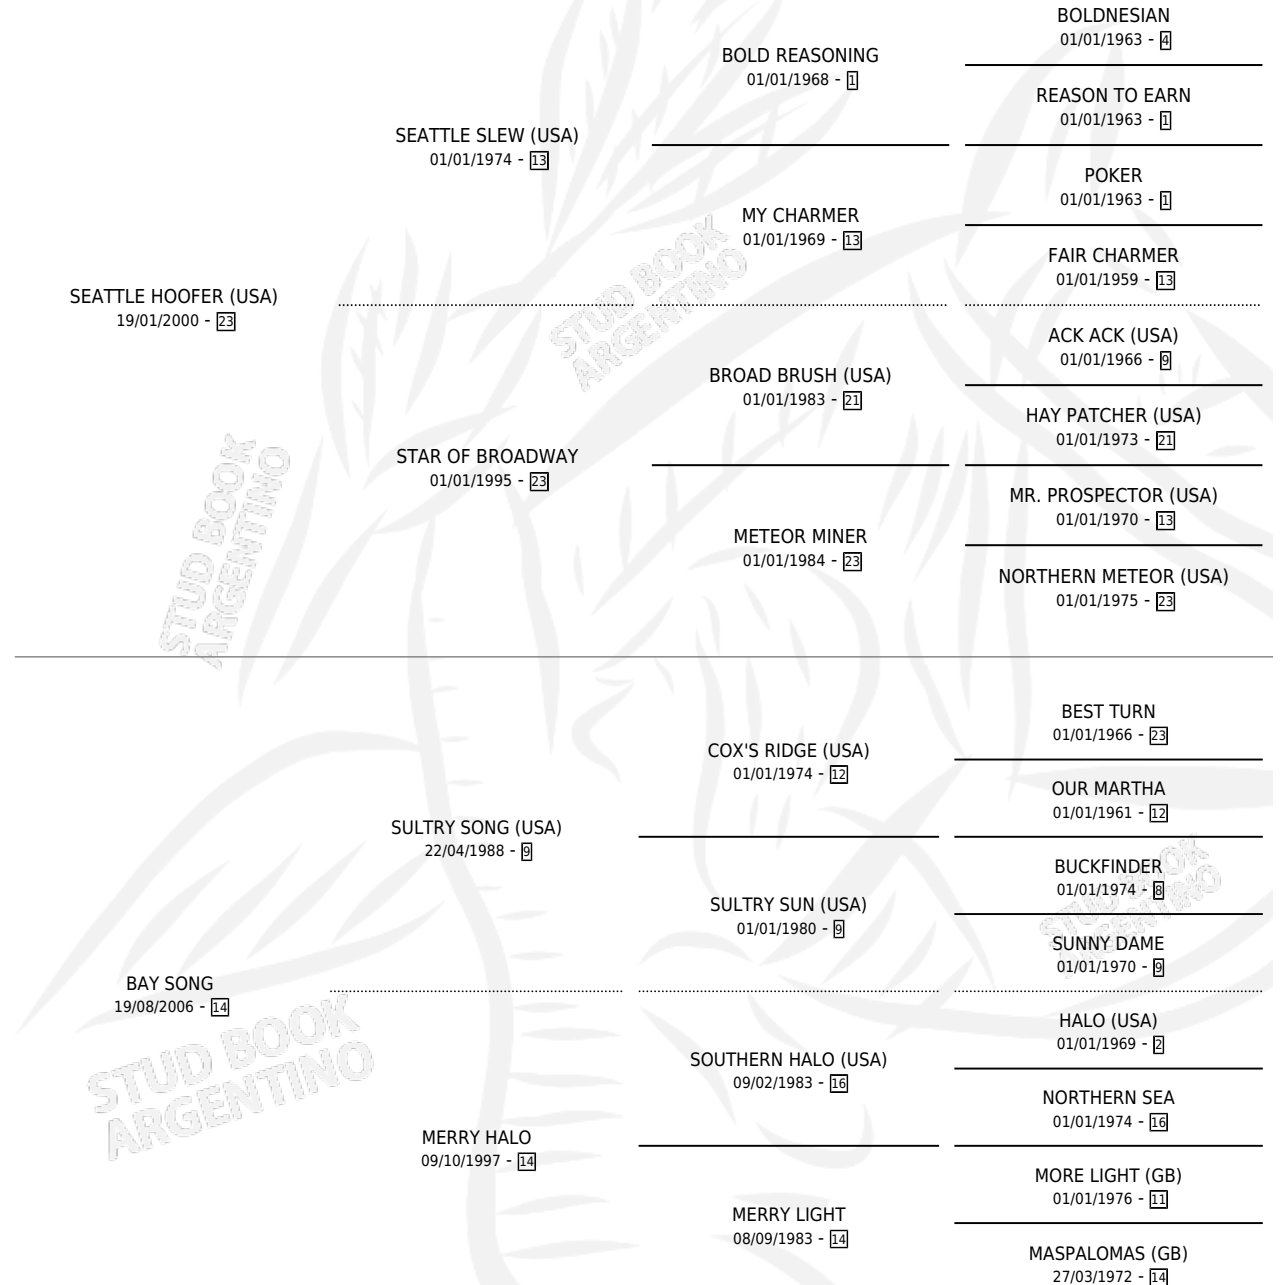 BOLDNESIAN
01/01/1963 - 4
BOLD REASONING
01/01/1968 - 1
REASON TO EARN
01/01/1963 - 1
SEATTLE SLEW (USA)
01/01/1974 - 13
POKER
01/01/1963 - 1
MY CHARMER
01/01/1969 - 13
FAIR CHARMER
01/01/1959 - 13
SEATTLE HOOFER (USA)
19/01/2000 - 23
ACK ACK (USA)
01/01/1966 - 9
BROAD BRUSH (USA)
01/01/1983 - 21
HAY PATCHER (USA)
01/01/1973 - 21
STAR OF BROADWAY
01/01/1995 - 23
MR. PROSPECTOR (USA)
01/01/1970 - 13
METEOR MINER
01/01/1984 - 23
NORTHERN METEOR (USA)
01/01/1975 - 23
BEST TURN
01/01/1966 - 23
COX'S RIDGE (USA)
01/01/1974 - 12
OUR MARTHA
01/01/1961 - 12
SULTRY SONG (USA)
22/04/1988 - 9
BUCKFINDER
01/01/1974 - 8
SULTRY SUN (USA)
01/01/1980 - 9
SUNNY DAME
01/01/1970 - 9
BAY SONG
19/08/2006 - 14
HALO (USA)
01/01/1969 - 2
SOUTHERN HALO (USA)
09/02/1983 - 16
NORTHERN SEA
01/01/1974 - 16
MERRY HALO
09/10/1997 - 14
MORE LIGHT (GB)
01/01/1976 - 11
MERRY LIGHT
08/09/1983 - 14
MASPALOMAS (GB)
27/03/1972 - 14
STUD BOOK
ARGENTINO
STUD BOOK
ARGENTINO
STUD BOOK
ARGENTINO
STUD BOOK
ARGENTINO